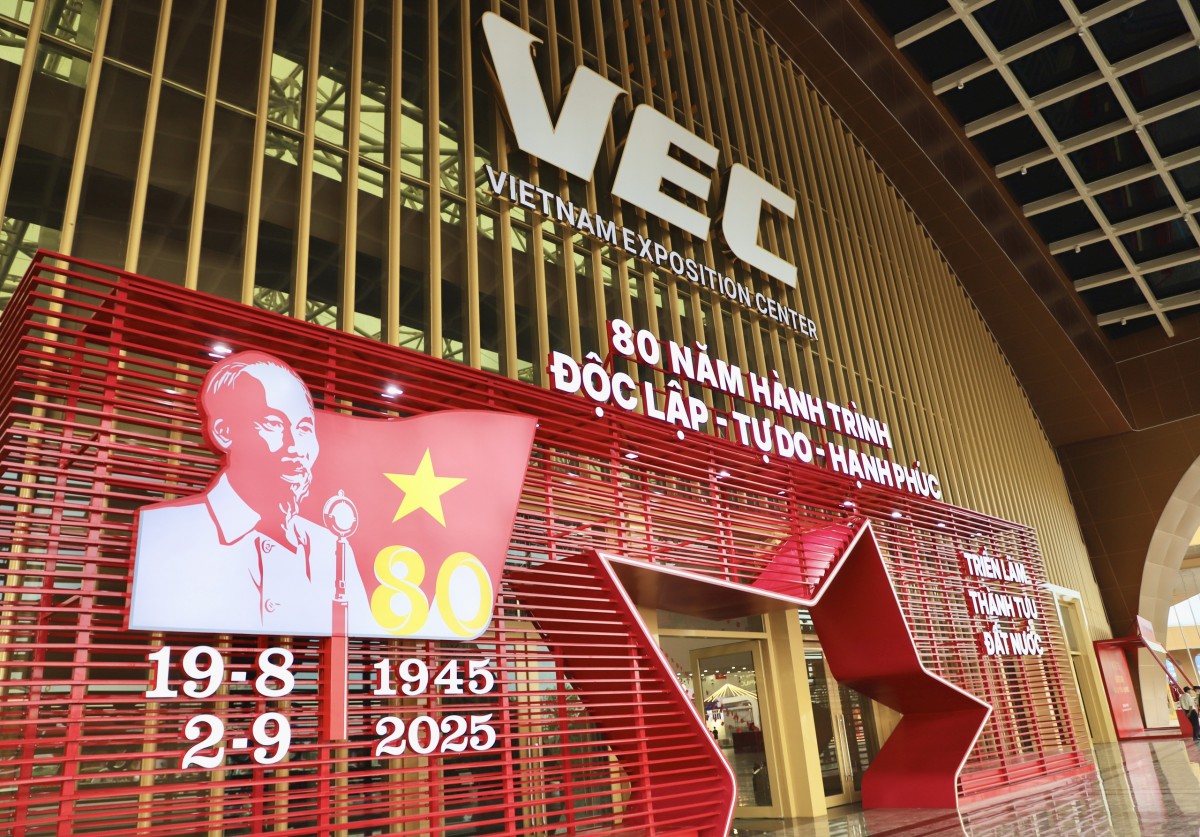 VEC
VIETNAM EXPOSITION CENTER
80 NĂM HÀNH TRÌNH
ĐỘC LẬP - TỰ DO - HẠNH PHÚC
80
19-8
2-9
1945
2025
TRIỂN LÃM
THÀNH TỰU
ĐẤT NƯỚC